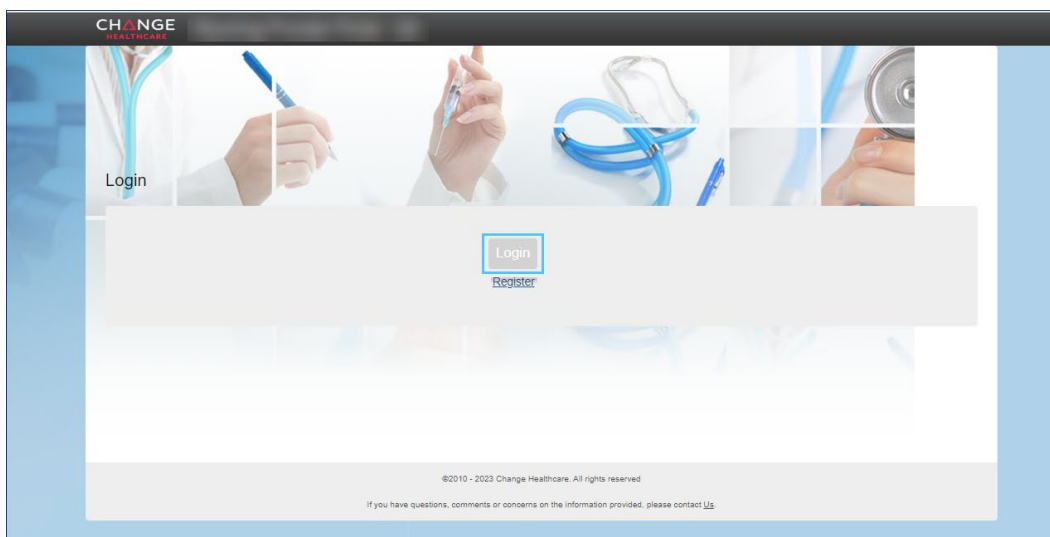 CHANGE
HEALTHCARE
Login
Login
Register
©2010 - 2023 Change Healthcare. All rights reserved
If you have questions, comments or concerns on the information provided, please contact Us.